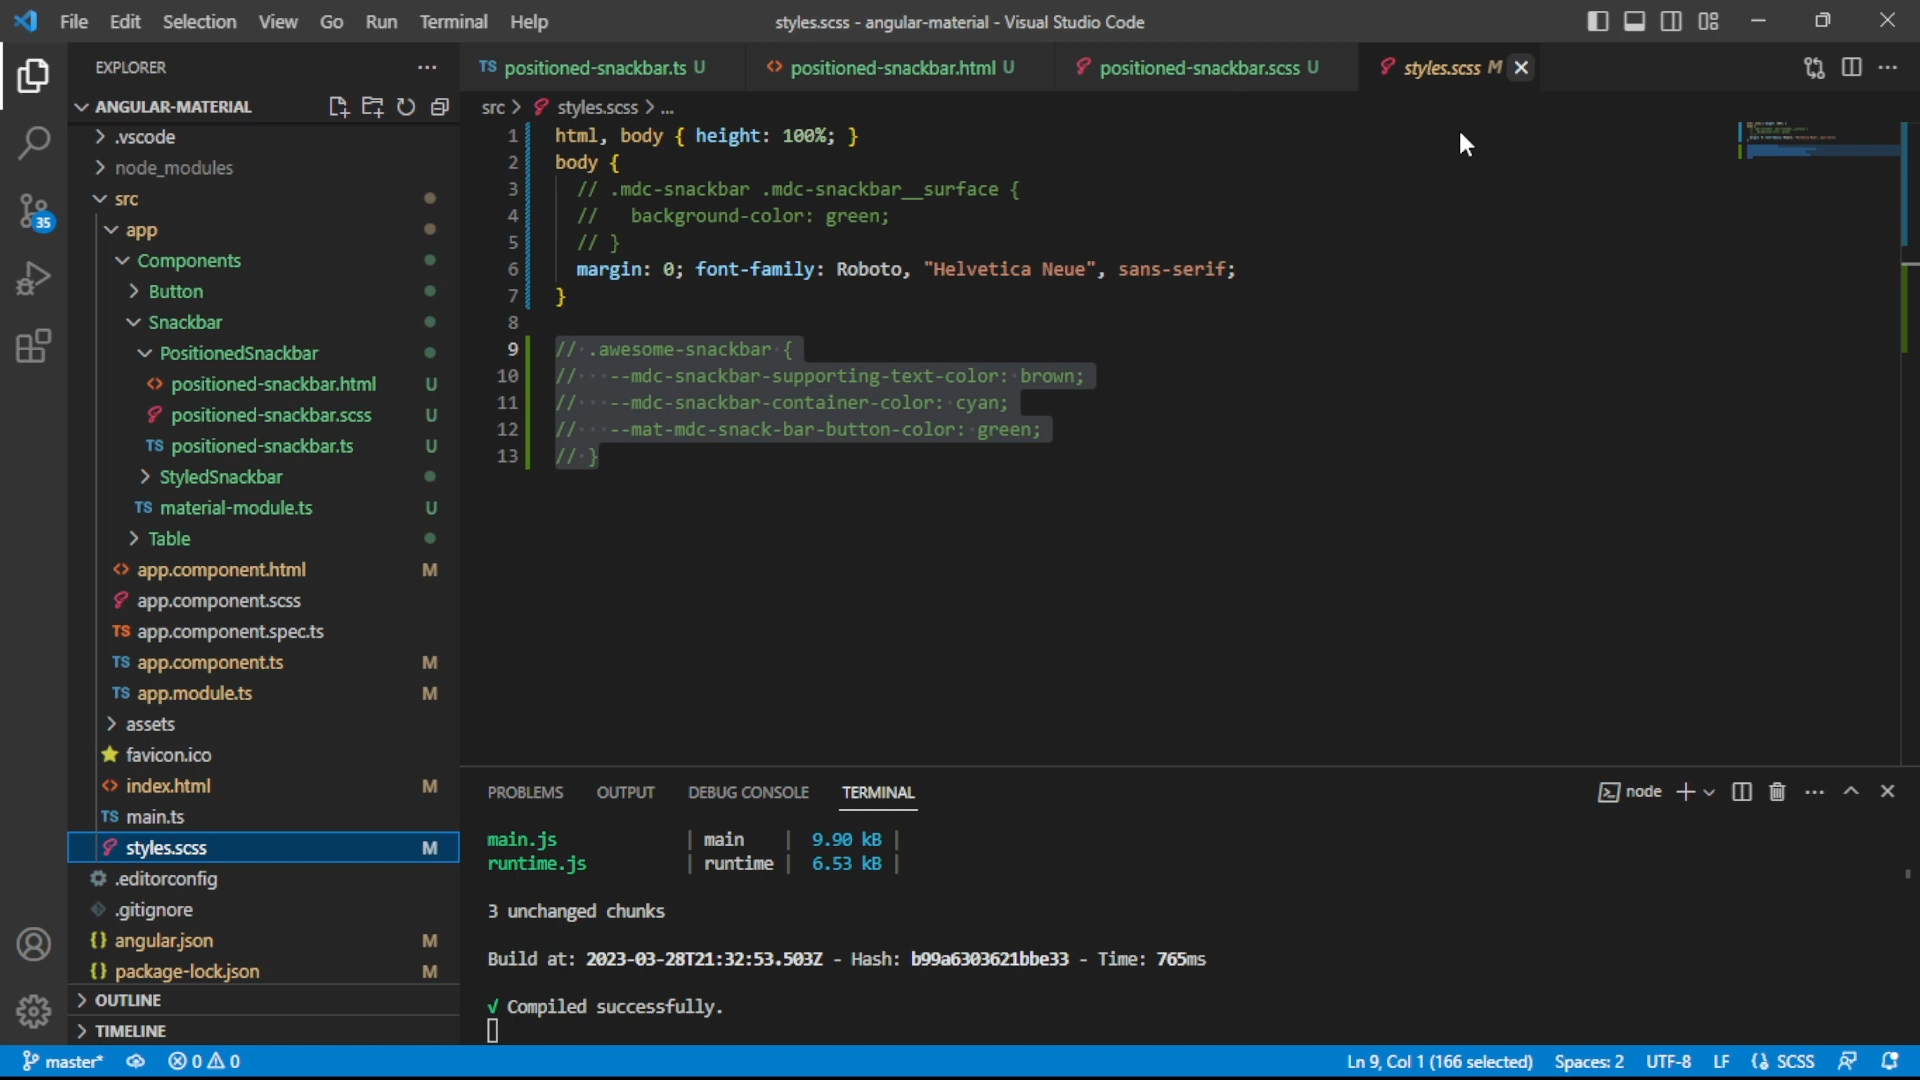 File Edit Selection View Go Run Terminal Help
styles.scss - angular-material - Visual Studio Code
EXPLORER
ANGULAR-MATERIAL
.vscode
node_modules
src
app
Components
Button
Snackbar
PositionedSnackbar
positioned-snackbar.html U
positioned-snackbar.scss U
TS positioned-snackbar.ts U
StyledSnackbar
TS material-module.ts U
Table
app.component.html M
app.component.scss
TS app.component.spec.ts
TS app.component.ts M
TS app.module.ts M
assets
favicon.ico
index.html M
TS main.ts
styles.scss M
.editorconfig
.gitignore
{} angular.json M
{} package-lock.json M
OUTLINE
TIMELINE
35
TS positioned-snackbar.ts U
<> positioned-snackbar.html U
positioned-snackbar.scss U
styles.scss M
src > styles.scss > ...
1 html, body { height: 100%; }
2 body {
3 // .mdc-snackbar .mdc-snackbar__surface {
4 //   background-color: green;
5 // }
6 margin: 0; font-family: Roboto, "Helvetica Neue", sans-serif;
7 }
8
9 // .awesome-snackbar {
10 //   --mdc-snackbar-supporting-text-color: brown;
11 //   --mdc-snackbar-container-color: cyan;
12 //   --mat-mdc-snack-bar-button-color: green;
13 // }
PROBLEMS OUTPUT DEBUG CONSOLE TERMINAL
node
main.js | main | 9.90 kB |
runtime.js | runtime | 6.53 kB |
3 unchanged chunks
Build at: 2023-03-28T21:32:53.503Z - Hash: b99a6303621bbe33 - Time: 765ms
√ Compiled successfully.
master* 0 0
Ln 9, Col 1 (166 selected) Spaces: 2 UTF-8 LF {} SCSS